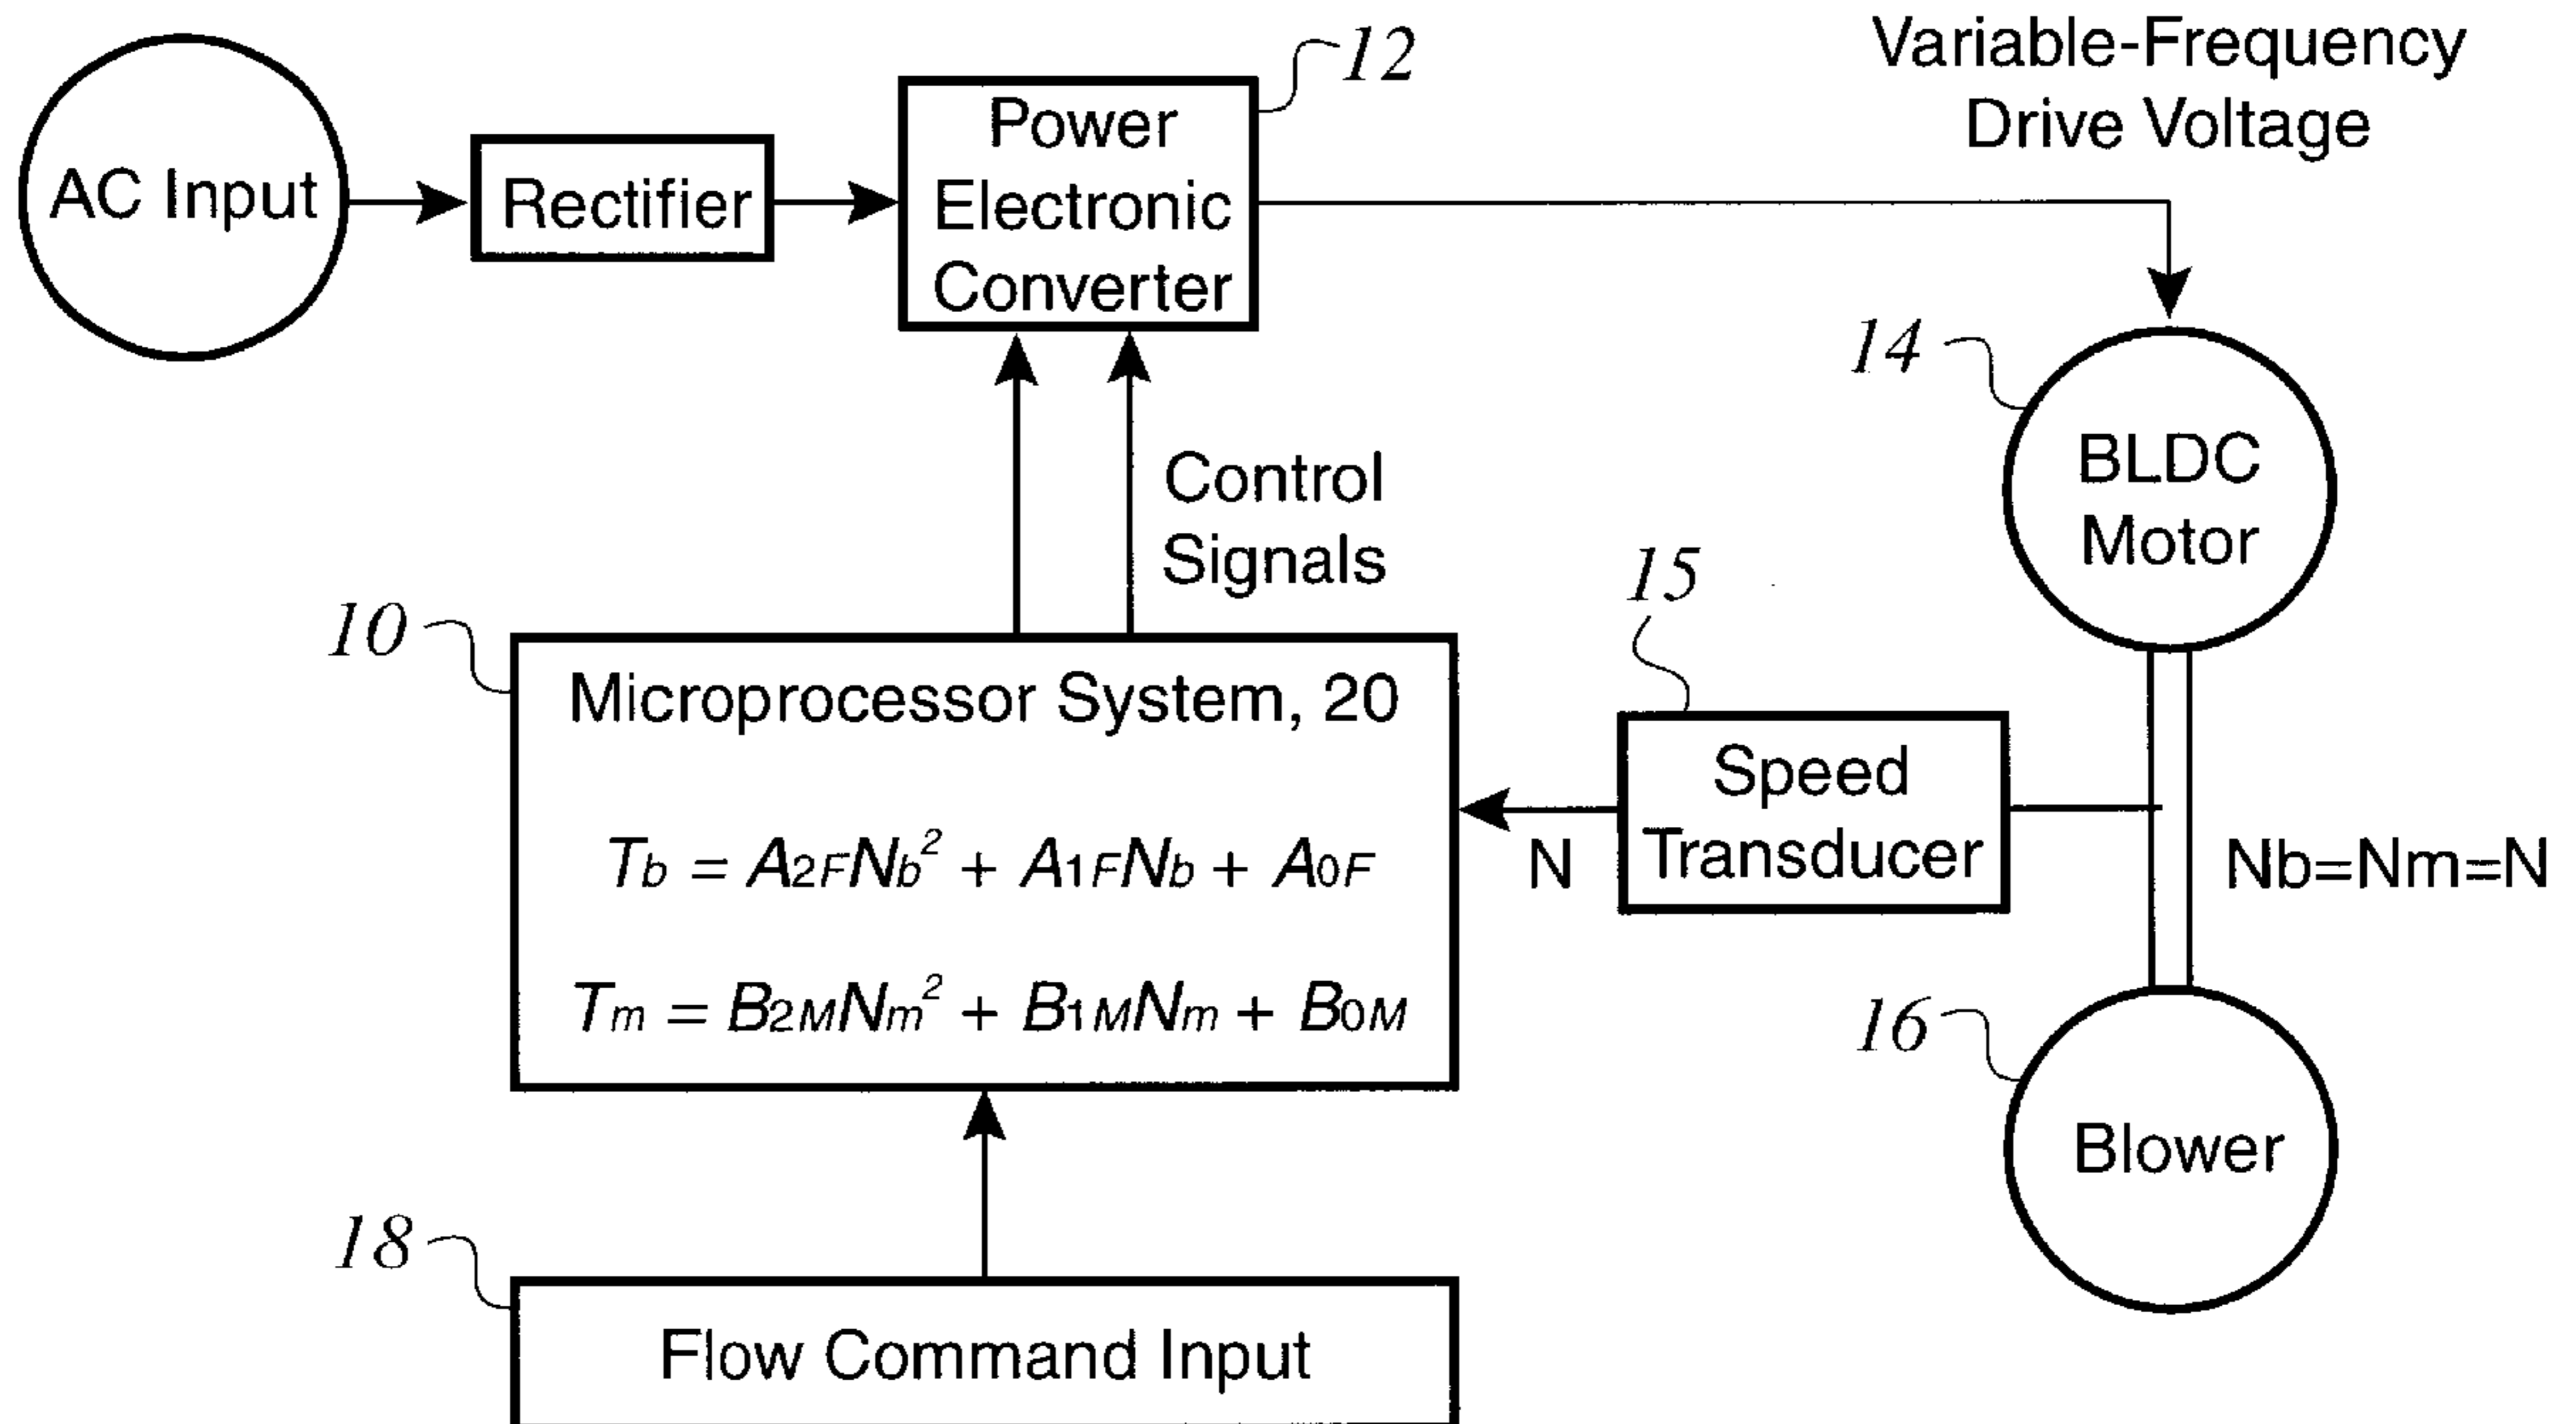 12
Variable-Frequency
Drive Voltage
AC Input
Rectifier
Power
Electronic
Converter
14
BLDC
Motor
Control
Signals
15
10
Microprocessor System, 20
Tb = A2FNb² + A1FNb + A0F
Tm = B2MNm² + B1MNm + B0M
N
Speed
Transducer
Nb=Nm=N
16
Blower
18
Flow Command Input